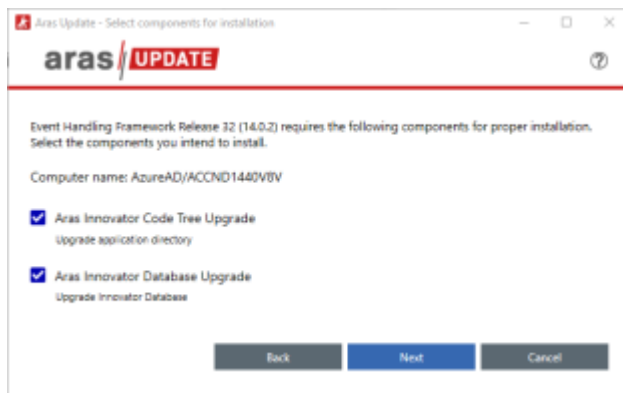 Aras Update - Select components for installation
aras UPDATE
?
Event Handling Framework Release 32 (14.0.2) requires the following components for proper installation.
Select the components you intend to install.
Computer name: AzureAD/ACCND1440V8V
Aras Innovator Code Tree Upgrade
Upgrade application directory
Aras Innovator Database Upgrade
Upgrade Innovator Database
Back Next Cancel